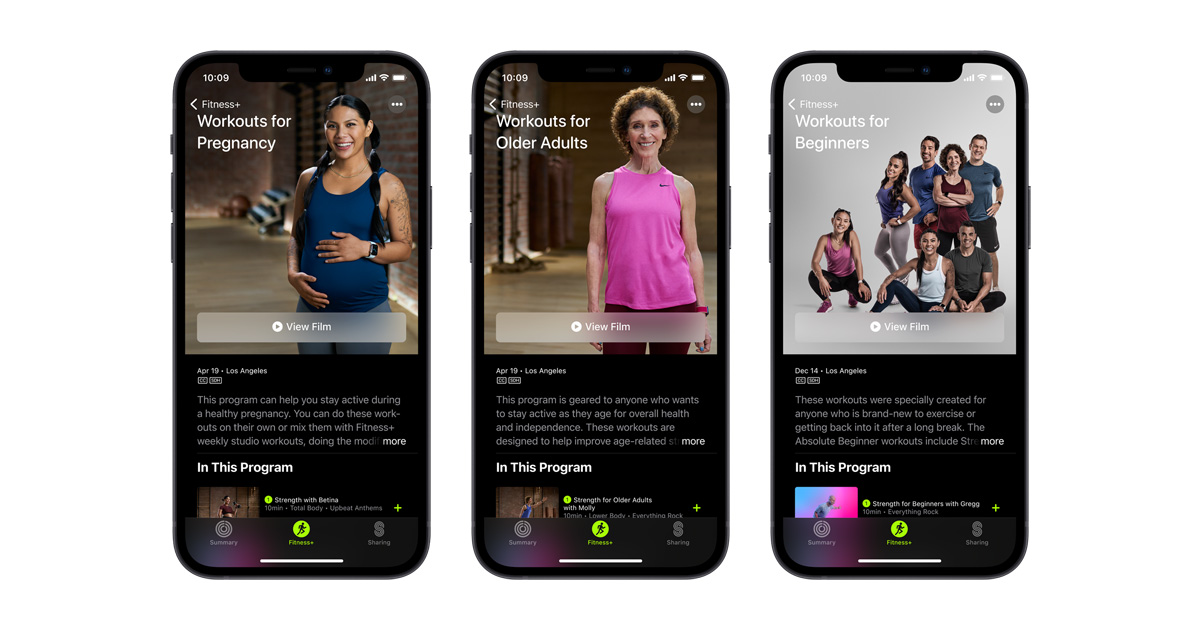 10:09
Fitness+
Workouts for
Pregnancy
View Film
Apr 19 • Los Angeles
CC SDH
This program can help you stay active during
a healthy pregnancy. You can do these work-
outs on their own or mix them with Fitness+
weekly studio workouts, doing the modi more
In This Program
1 Strength with Betina
10min • Total Body • Upbeat Anthems
Summary
Fitness+
Sharing
10:09
Fitness+
Workouts for
Older Adults
View Film
Apr 19 • Los Angeles
CC SDH
This program is geared to anyone who wants
to stay active as they age for overall health
and independence. These workouts are
designed to help improve age-related st more
In This Program
1 Strength for Older Adults
with Molly
10min • Lower Body • Everything Rock
Summary
Fitness+
Sharing
10:09
Fitness+
Workouts for
Beginners
View Film
Dec 14 • Los Angeles
CC SDH
These workouts were specially created for
anyone who is brand-new to exercise or
getting back into it after a long break. The
Absolute Beginner workouts include Stre more
In This Program
1 Strength for Beginners with Gregg
10min • Everything Rock
Summary
Fitness+
Sharing